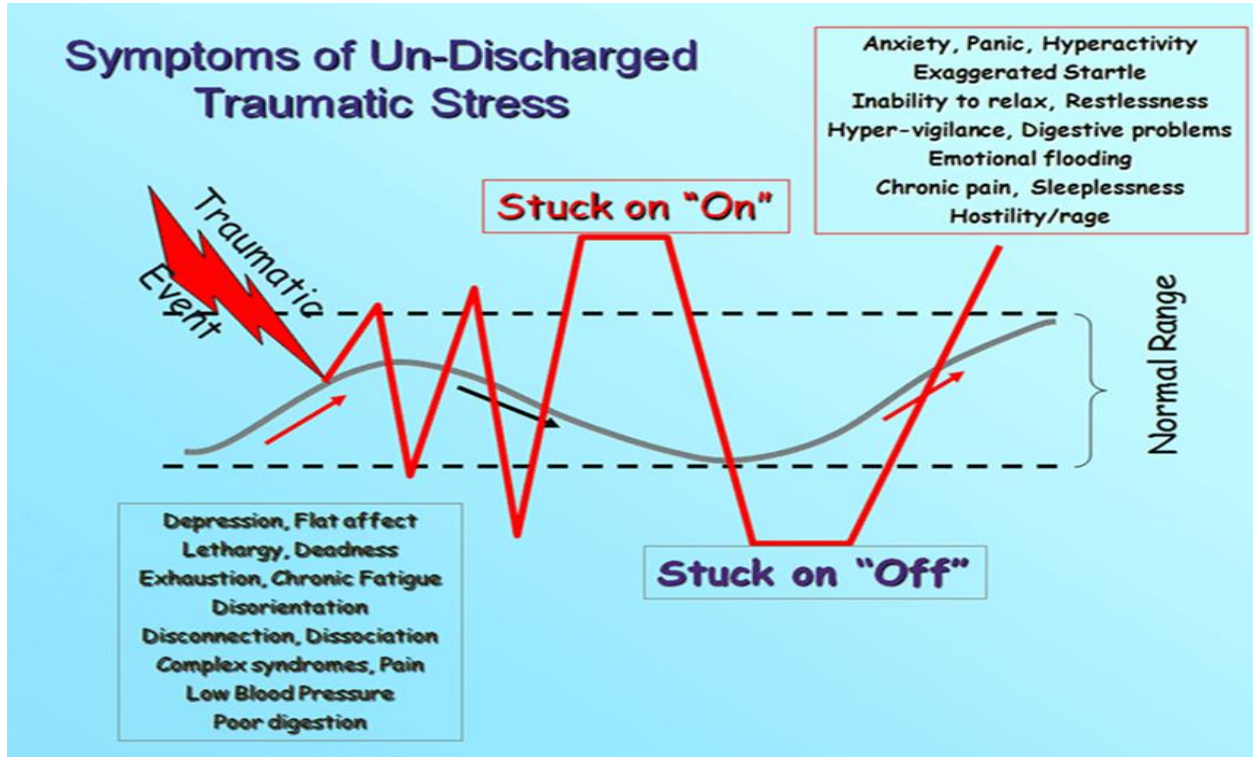 Symptoms of Un-Discharged
Traumatic Stress
Anxiety, Panic, Hyperactivity
Exaggerated Startle
Inability to relax, Restlessness
Hyper-vigilance, Digestive problems
Emotional flooding
Chronic pain, Sleeplessness
Hostility/rage
Traumatic
Event
Stuck on “On”
Normal Range
Stuck on “Off”
Depression, Flat affect
Lethargy, Deadness
Exhaustion, Chronic Fatigue
Disorientation
Disconnection, Dissociation
Complex syndromes, Pain
Low Blood Pressure
Poor digestion